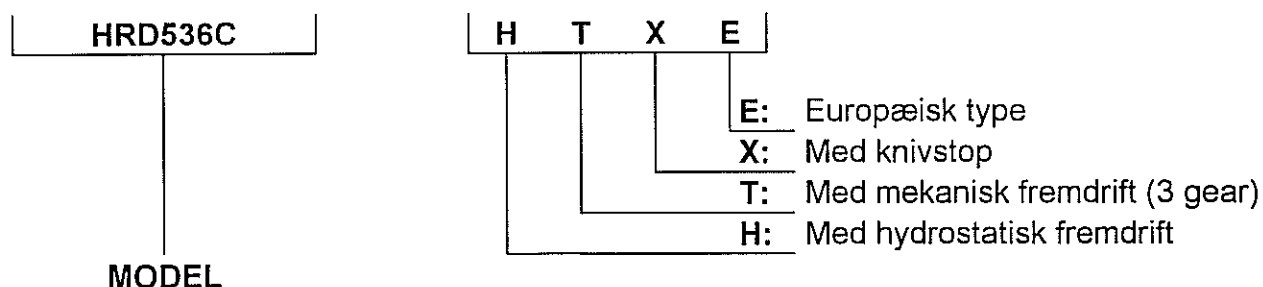 HRD536C H T X E
E: Europæisk type
X: Med knivstop
T: Med mekanisk fremdrift (3 gear)
H: Med hydrostatisk fremdrift
MODEL